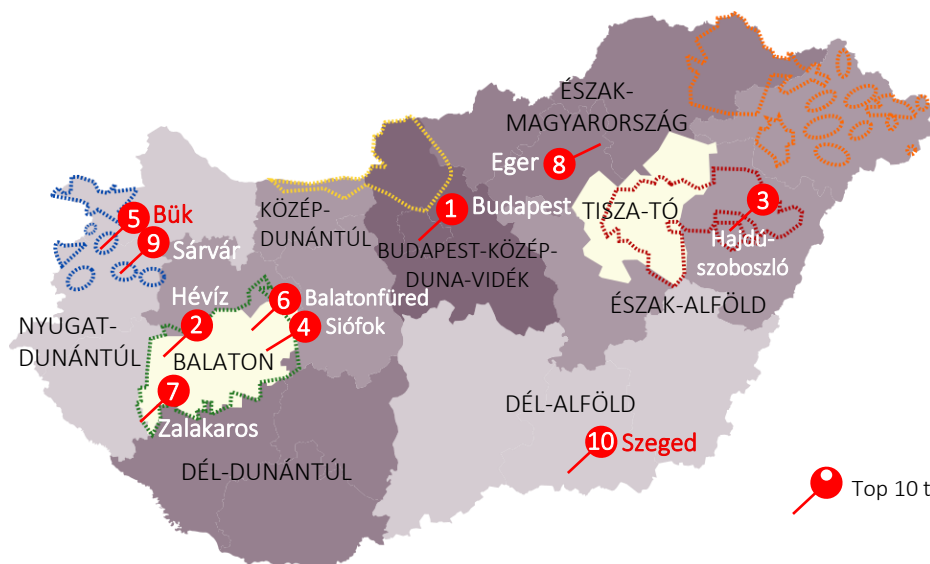 ÉSZAK-
MAGYARORSZÁG
Eger 8
1 Budapest
TISZA-TÓ
3
Hajdú-
szoboszló
5 Bük
9 Sárvár
KÖZÉP-
DUNÁNTÚL
BUDAPEST-KÖZÉP-
DUNA-VIDÉK
ÉSZAK-ALFÖLD
Hévíz
2
6 Balatonfüred
4 Siófok
NYUGAT-
DUNÁNTÚL
BALATON
7
Zalakaros
DÉL-ALFÖLD
10 Szeged
DÉL-DUNÁNTÚL
Top 10 t